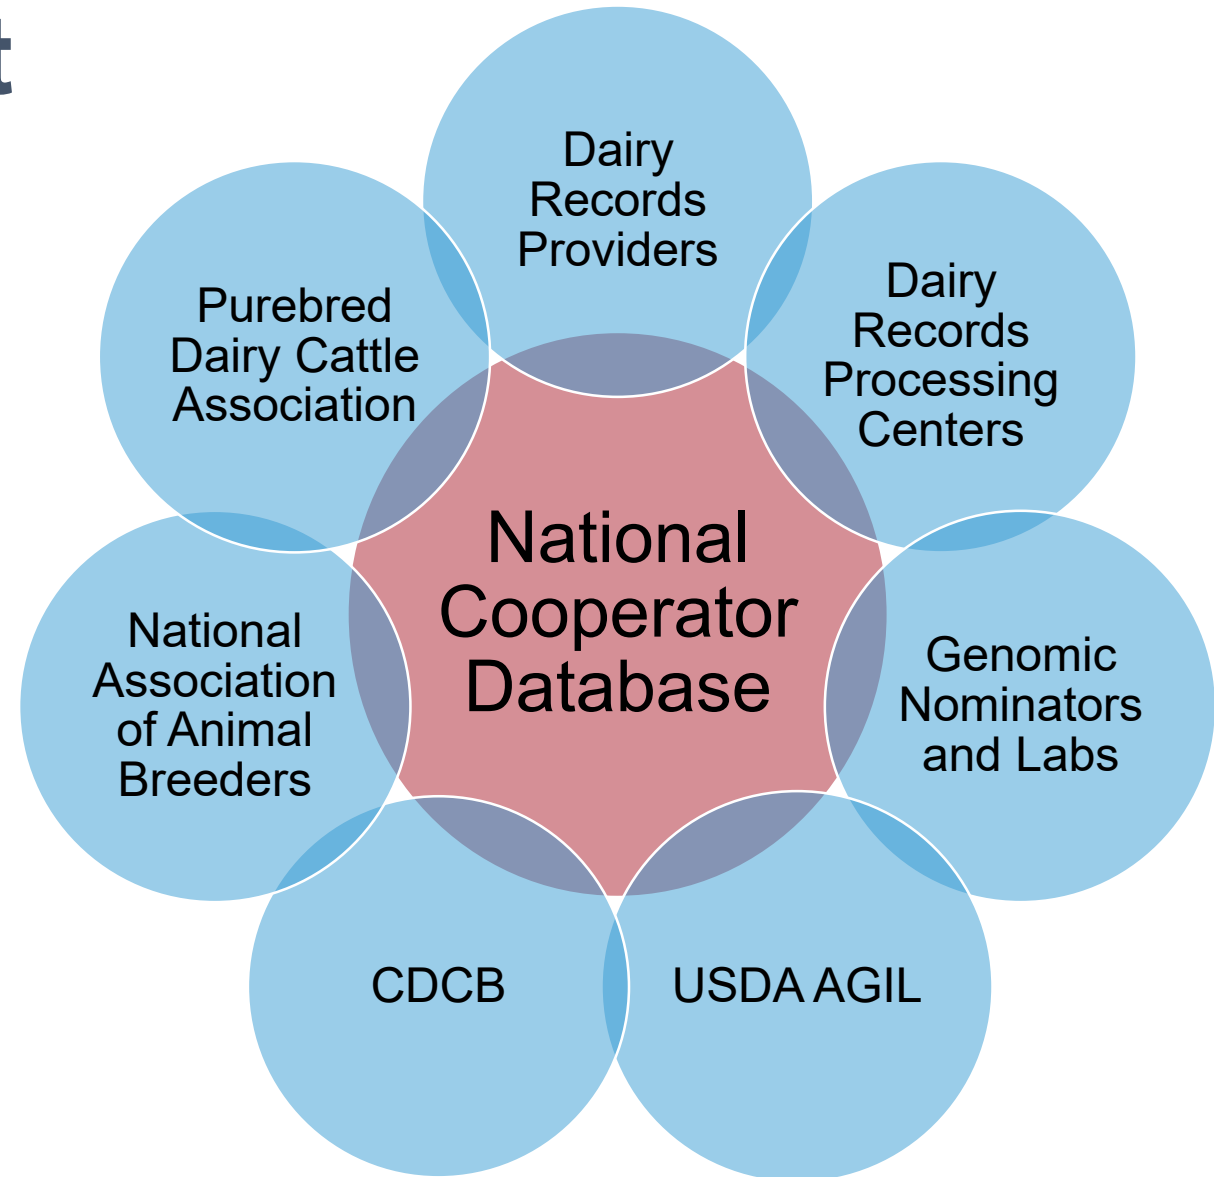 t
Dairy
Records
Providers
Dairy
Records
Processing
Centers
Genomic
Nominators
and Labs
USDA AGIL
CDCB
National
Association
of Animal
Breeders
Purebred
Dairy Cattle
Association
National
Cooperator
Database